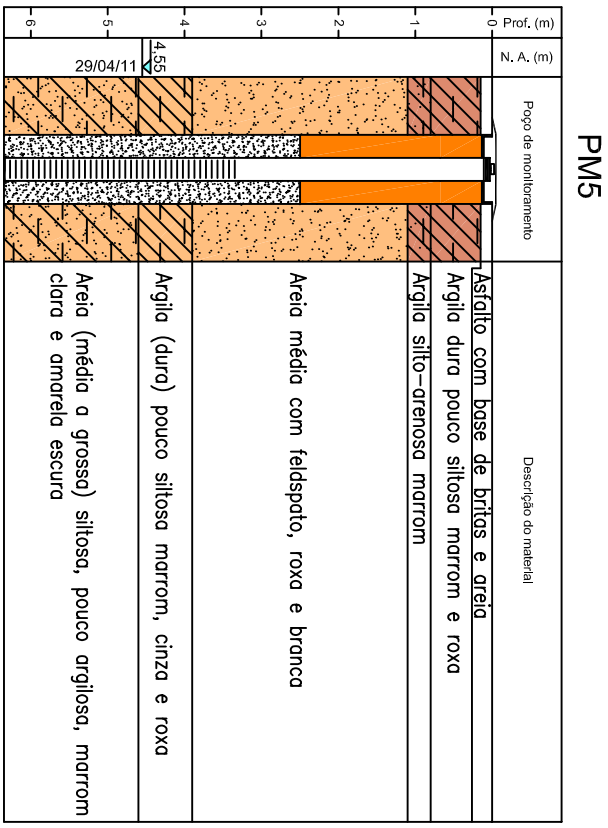 PM5
Prof. (m)
N. A. (m)
Poço de monitoramento
Descrição do material
0
1
2
3
4
5
6
4,55
29/04/11
Asfalto com base de britas e areia
Argila dura pouco siltosa marrom e roxa
Argila silto-arenosa marrom
Areia média com feldspato, roxa e branca
Argila (dura) pouco siltosa marrom, cinza e roxa
Areia (média a grossa) siltosa, pouco argilosa, marrom
clara e amarela escura